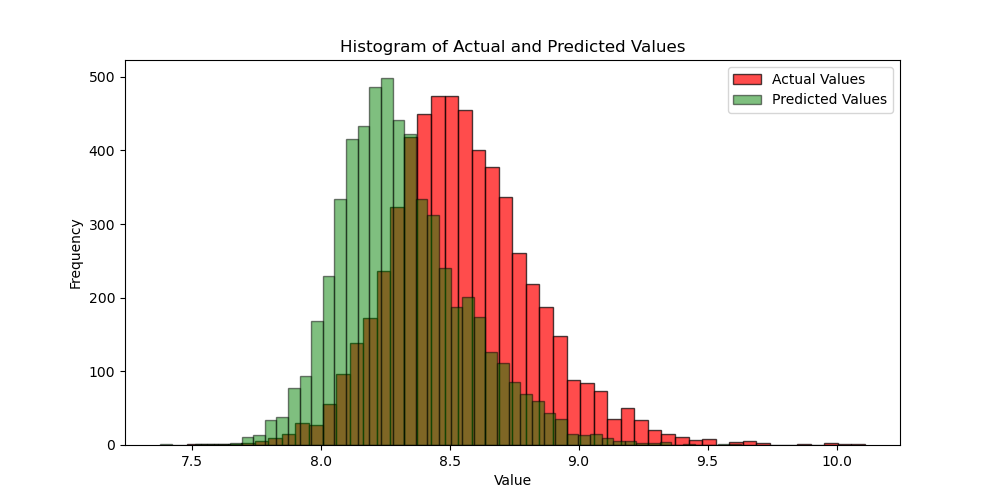 Histogram of Actual and Predicted Values
Actual Values
Predicted Values
Frequency
500
400
300
200
100
0
7.5 8.0 8.5 9.0 9.5 10.0
Value